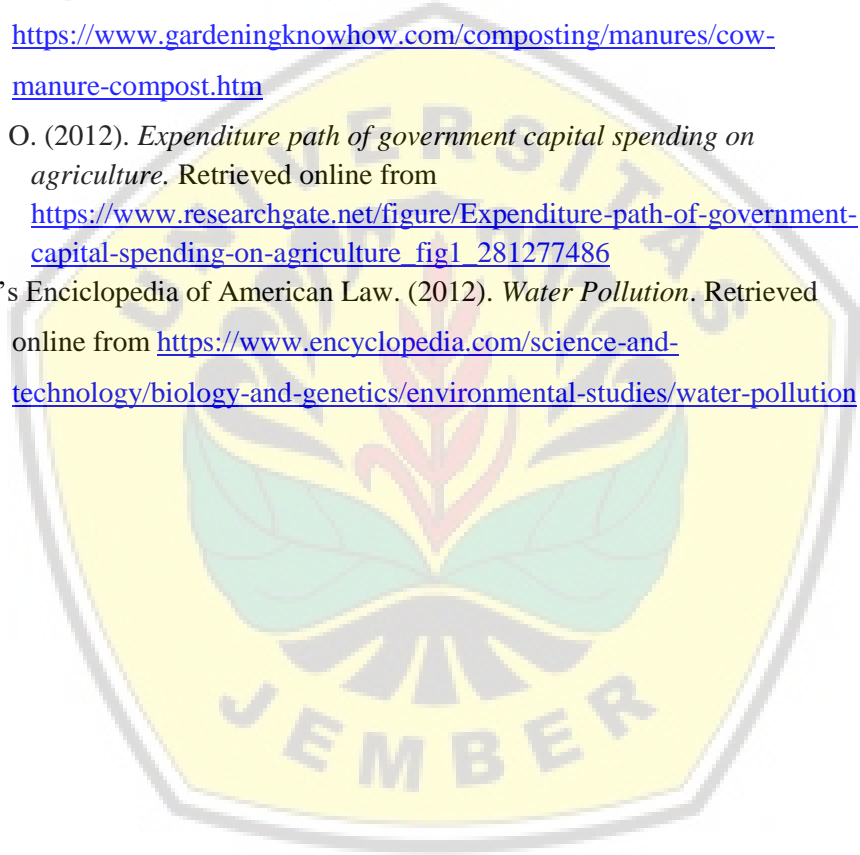 https://www.gardeningknowhow.com/composting/manures/cow-
manure-compost.htm
O. (2012). Expenditure path of government capital spending on
agriculture. Retrieved online from
https://www.researchgate.net/figure/Expenditure-path-of-government-
capital-spending-on-agriculture_fig1_281277486
’s Enciclopedia of American Law. (2012). Water Pollution. Retrieved
online from https://www.encyclopedia.com/science-and-
technology/biology-and-genetics/environmental-studies/water-pollution
UNIVERSITAS
JEMBER